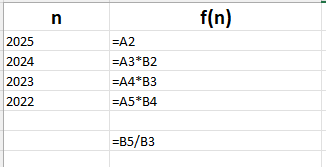 n f(n)
2025 =A2
2024 =A3*B2
2023 =A4*B3
2022 =A5*B4
=B5/B3